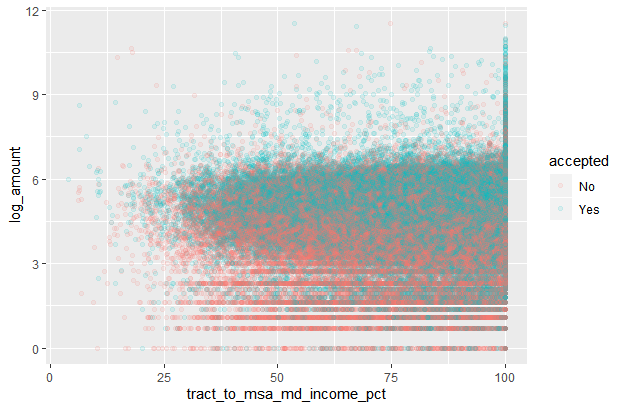 12
9
6
3
0
log_amount
0
25
50
75
100
tract_to_msa_md_income_pct
accepted
No
Yes